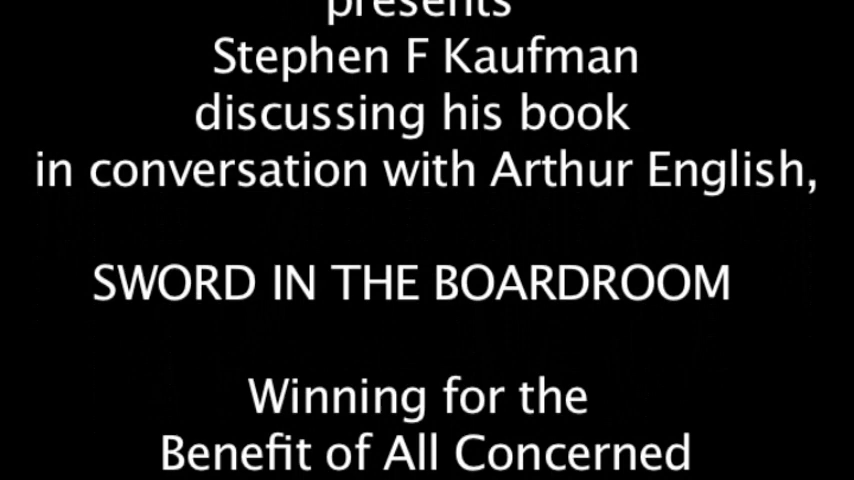 presents
Stephen F Kaufman
discussing his book
in conversation with Arthur English,
SWORD IN THE BOARDROOM
Winning for the
Benefit of All Concerned